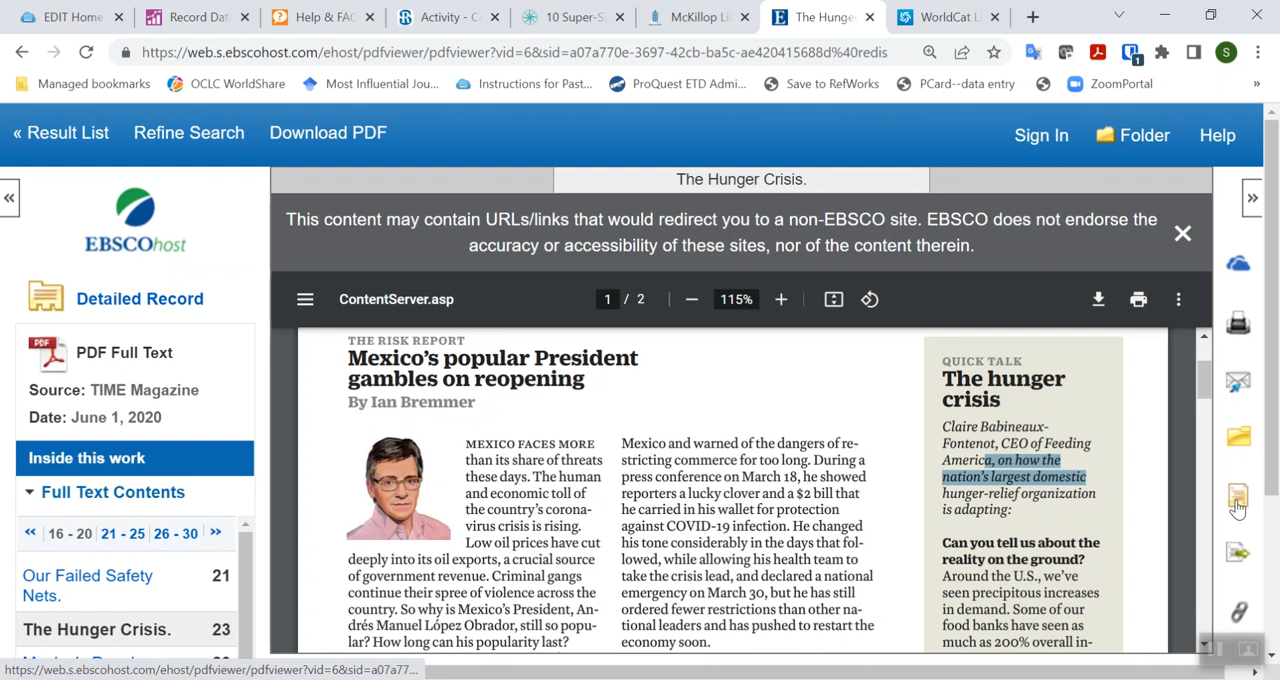 EDIT Home
Record Dat
Help & FAC
Activity - C
10 Super-Si
McKillop Li
The Hunge
WorldCat Li
https://web.s.ebscohost.com/ehost/pdfviewer/pdfviewer?vid=6&sid=a07a770e-3697-42cb-ba5c-ae420415688d%40redis
1
S
Managed bookmarks
OCLC WorldShare
Most Influential Jou...
Instructions for Past...
ProQuest ETD Admi...
Save to RefWorks
PCard--data entry
ZoomPortal
»
« Result List
Refine Search
Download PDF
Sign In
Folder
Help
«
»
EBSCOhost
Detailed Record
PDF
PDF Full Text
Source: TIME Magazine
Date: June 1, 2020
Inside this work
Full Text Contents
«
16 - 20
21 - 25
26 - 30
»
Our Failed Safety
Nets.
21
The Hunger Crisis.
23
The Hunger Crisis.
This content may contain URLs/links that would redirect you to a non-EBSCO site. EBSCO does not endorse the
accuracy or accessibility of these sites, nor of the content therein.
ContentServer.asp
1 / 2
115%
THE RISK REPORT
Mexico's popular President
gambles on reopening
By Ian Bremmer
MEXICO FACES MORE
than its share of threats
these days. The human
and economic toll of
the country's corona-
virus crisis is rising.
Low oil prices have cut
deeply into its oil exports, a crucial source
of government revenue. Criminal gangs
continue their spree of violence across the
country. So why is Mexico's President, An-
drés Manuel López Obrador, still so popu-
lar? How long can his popularity last?
Mexico and warned of the dangers of re-
stricting commerce for too long. During a
press conference on March 18, he showed
reporters a lucky clover and a $2 bill that
he carried in his wallet for protection
against COVID-19 infection. He changed
his tone considerably in the days that fol-
lowed, while allowing his health team to
take the crisis lead, and declared a national
emergency on March 30, but he has still
ordered fewer restrictions than other na-
tional leaders and has pushed to restart the
economy soon.
QUICK TALK
The hunger
crisis
Claire Babineaux-
Fontenot, CEO of Feeding
America, on how the
nation's largest domestic
hunger-relief organization
is adapting:
Can you tell us about the
reality on the ground?
Around the U.S., we've
seen precipitous increases
in demand. Some of our
food banks have seen as
much as 200% overall in-
https://web.s.ebscohost.com/ehost/pdfviewer/pdfviewer?vid=6&sid=a07a77...